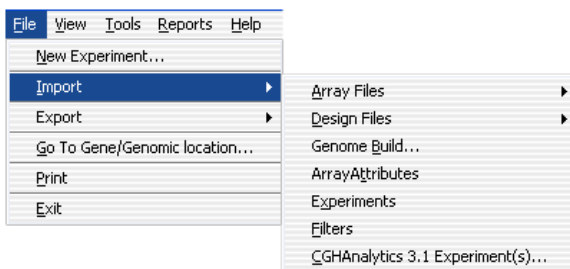 File View Tools Reports Help
New Experiment...
Import
Export
Go To Gene/Genomic location...
Print
Exit
Array Files
Design Files
Genome Build...
ArrayAttributes
Experiments
Filters
CGHAnalytics 3.1 Experiment(s)...